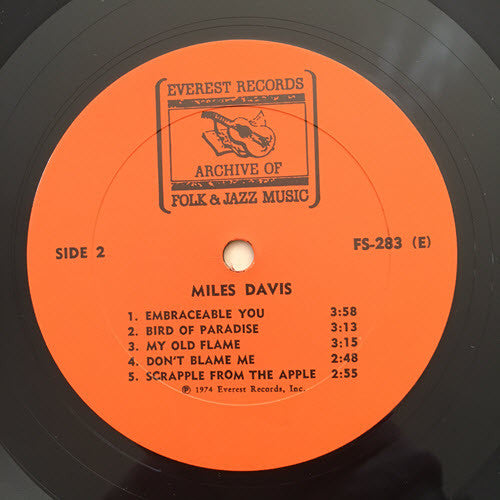 EVEREST RECORDS
ARCHIVE OF
FOLK & JAZZ MUSIC
SIDE 2
FS-283 (E)
MILES DAVIS
1. EMBRACEABLE YOU 3:58
2. BIRD OF PARADISE 3:13
3. MY OLD FLAME 3:15
4. DON'T BLAME ME 2:48
5. SCRAPPLE FROM THE APPLE 2:55
℗ 1974 Everest Records, Inc.